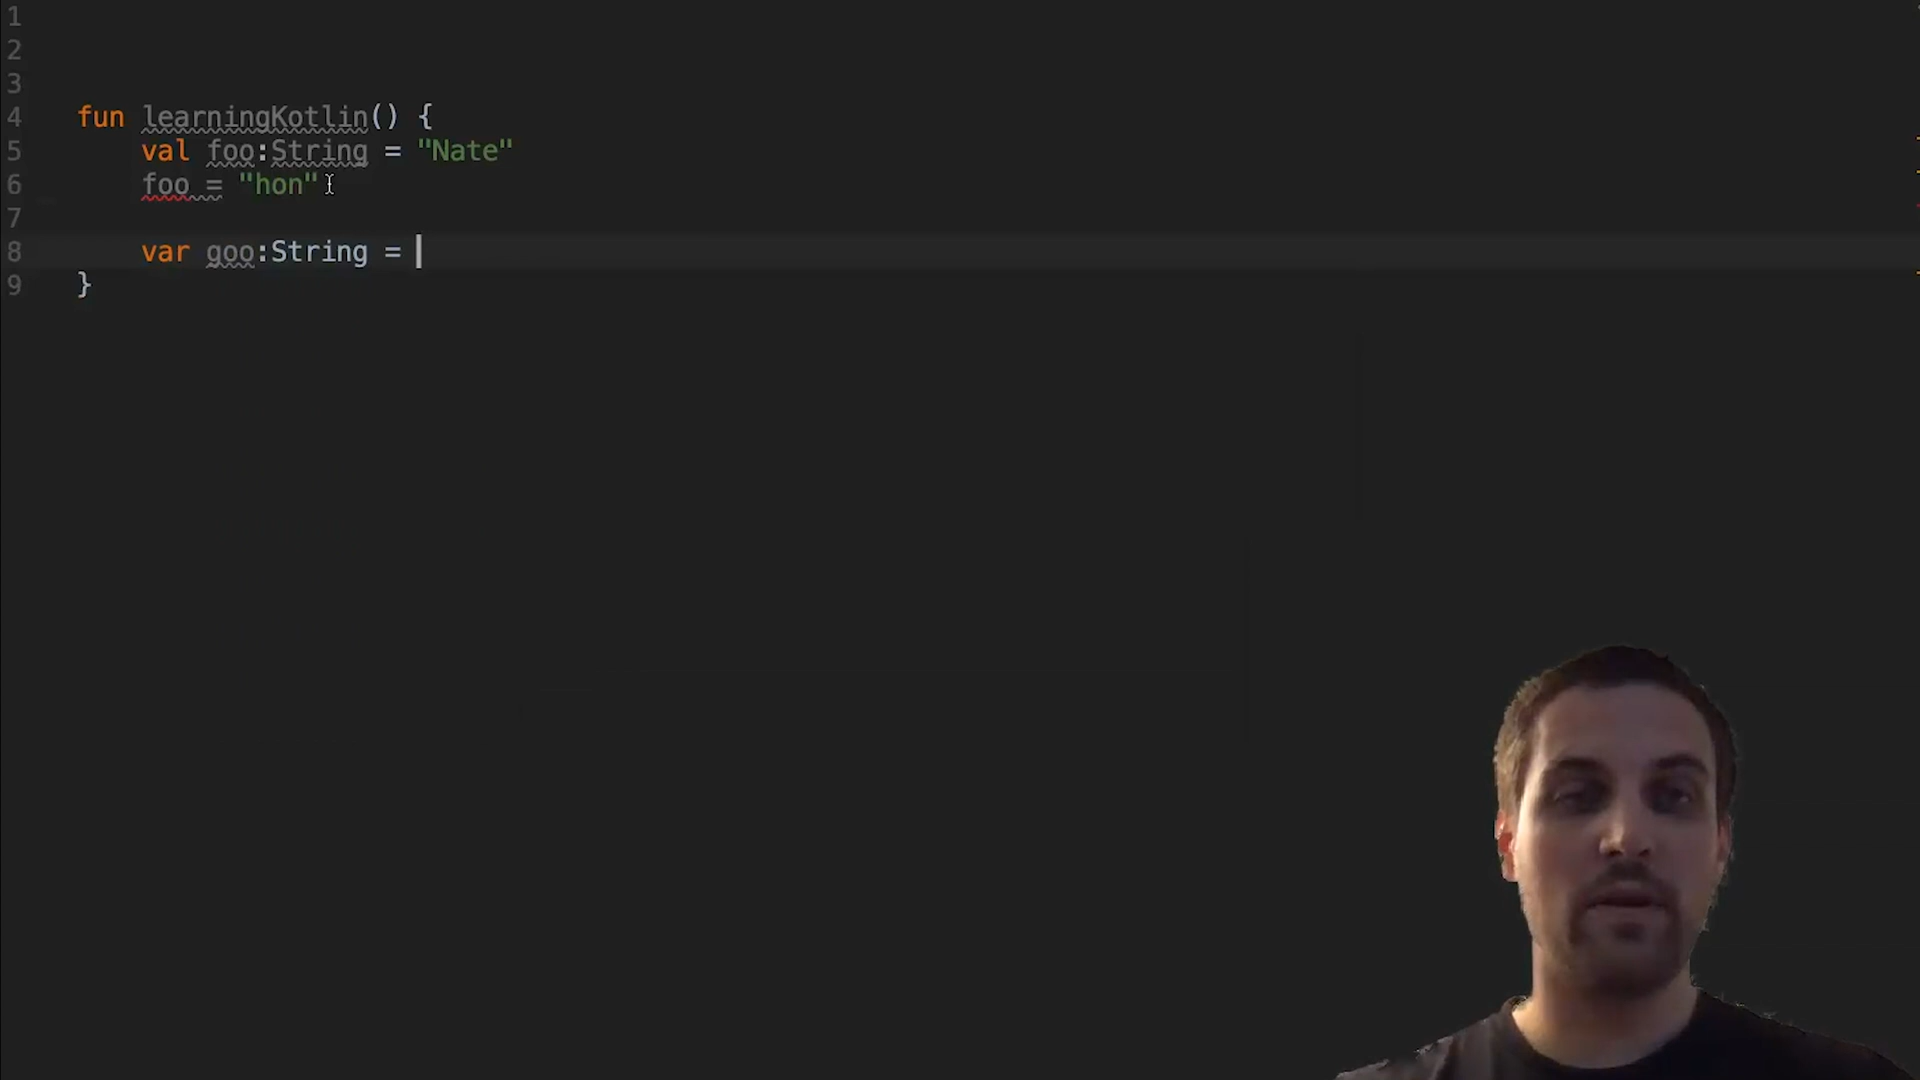 1
2
3
4 fun learningKotlin() {
5 val foo:String = "Nate"
6 foo = "hon"
7
8 var goo:String =
9 }